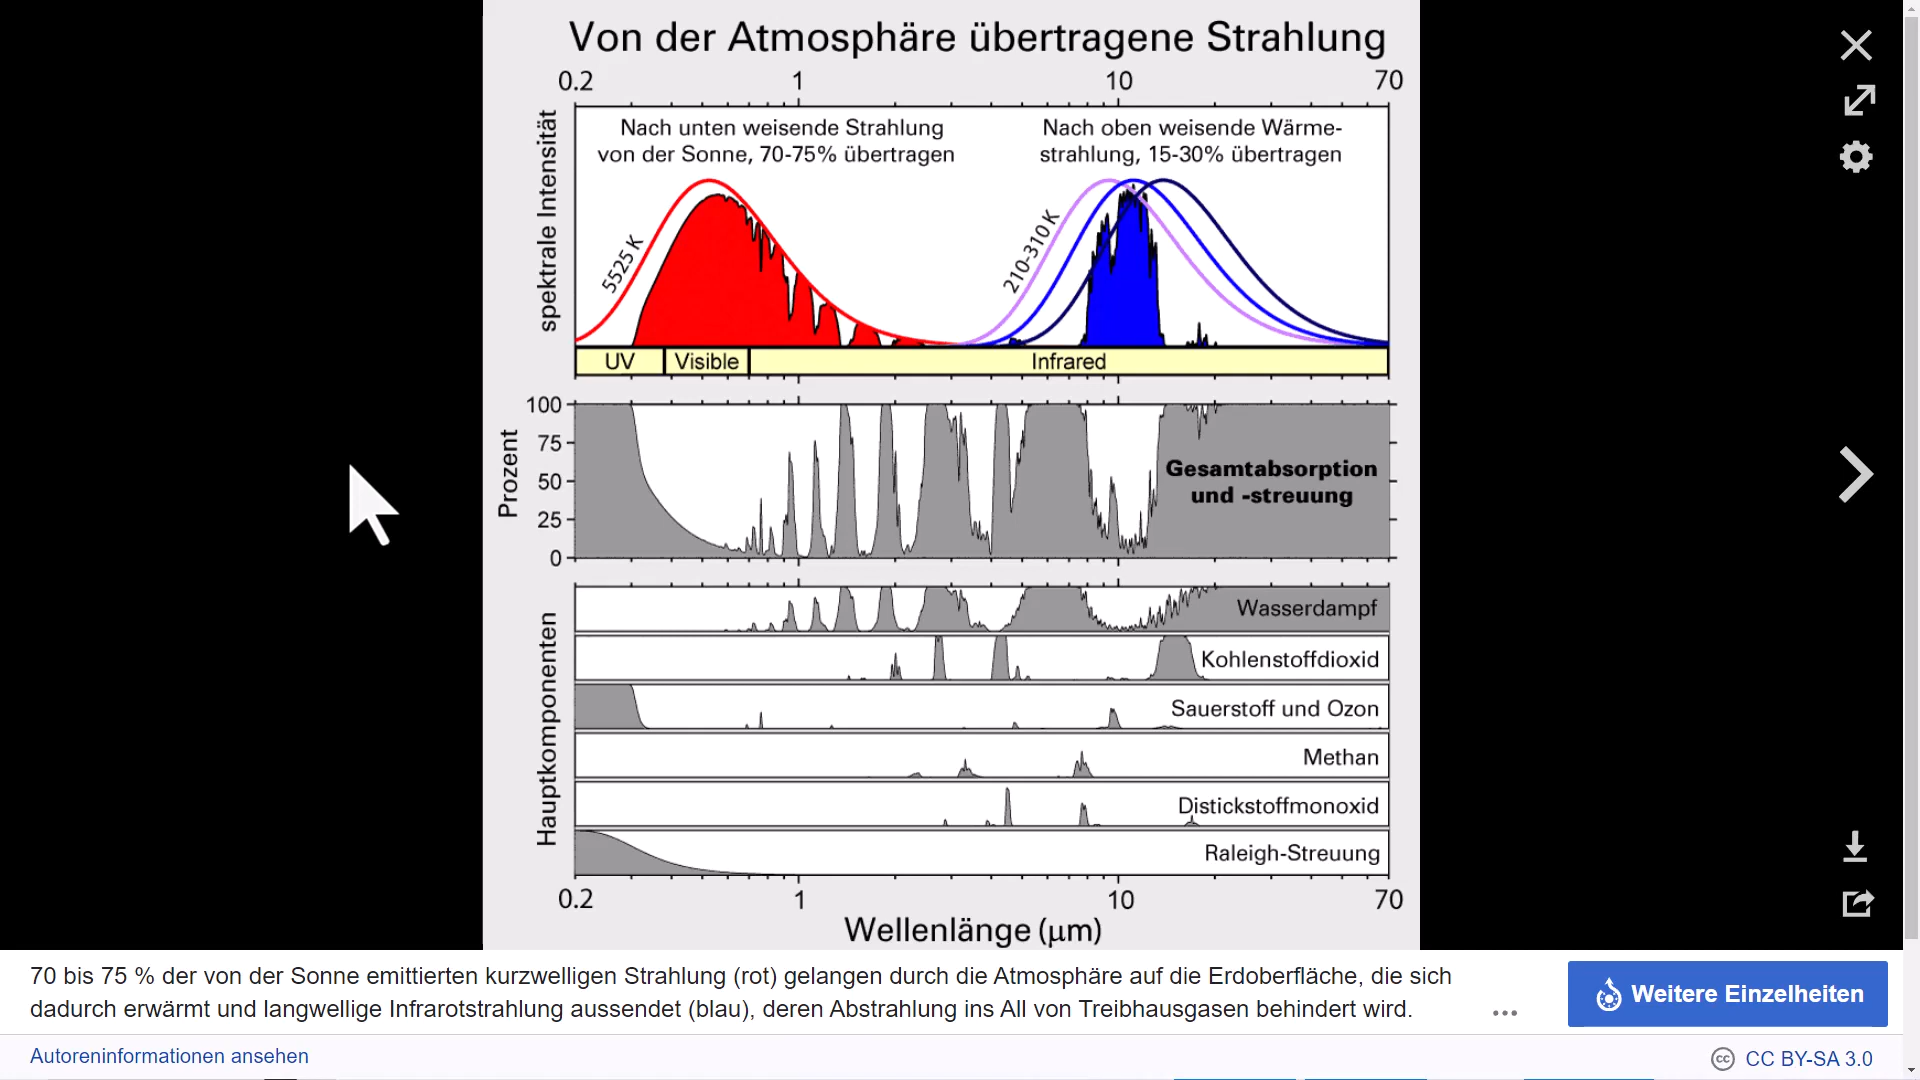 Von der Atmosphäre übertragene Strahlung
0.2 1 10 70
spektrale Intensität
Nach unten weisende Strahlung
von der Sonne, 70-75% übertragen
Nach oben weisende Wärme-
strahlung, 15-30% übertragen
5525 K
210-310 K
UV Visible Infrared
Prozent
100
75
50
25
0
Gesamtabsorption
und -streuung
Hauptkomponenten
Wasserdampf
Kohlenstoffdioxid
Sauerstoff und Ozon
Methan
Distickstoffmonoxid
Raleigh-Streuung
0.2 1 10 70
Wellenlänge (µm)
70 bis 75 % der von der Sonne emittierten kurzwelligen Strahlung (rot) gelangen durch die Atmosphäre auf die Erdoberfläche, die sich
dadurch erwärmt und langwellige Infrarotstrahlung aussendet (blau), deren Abstrahlung ins All von Treibhausgasen behindert wird.
...
Weitere Einzelheiten
Autoreninformationen ansehen
cc CC BY-SA 3.0